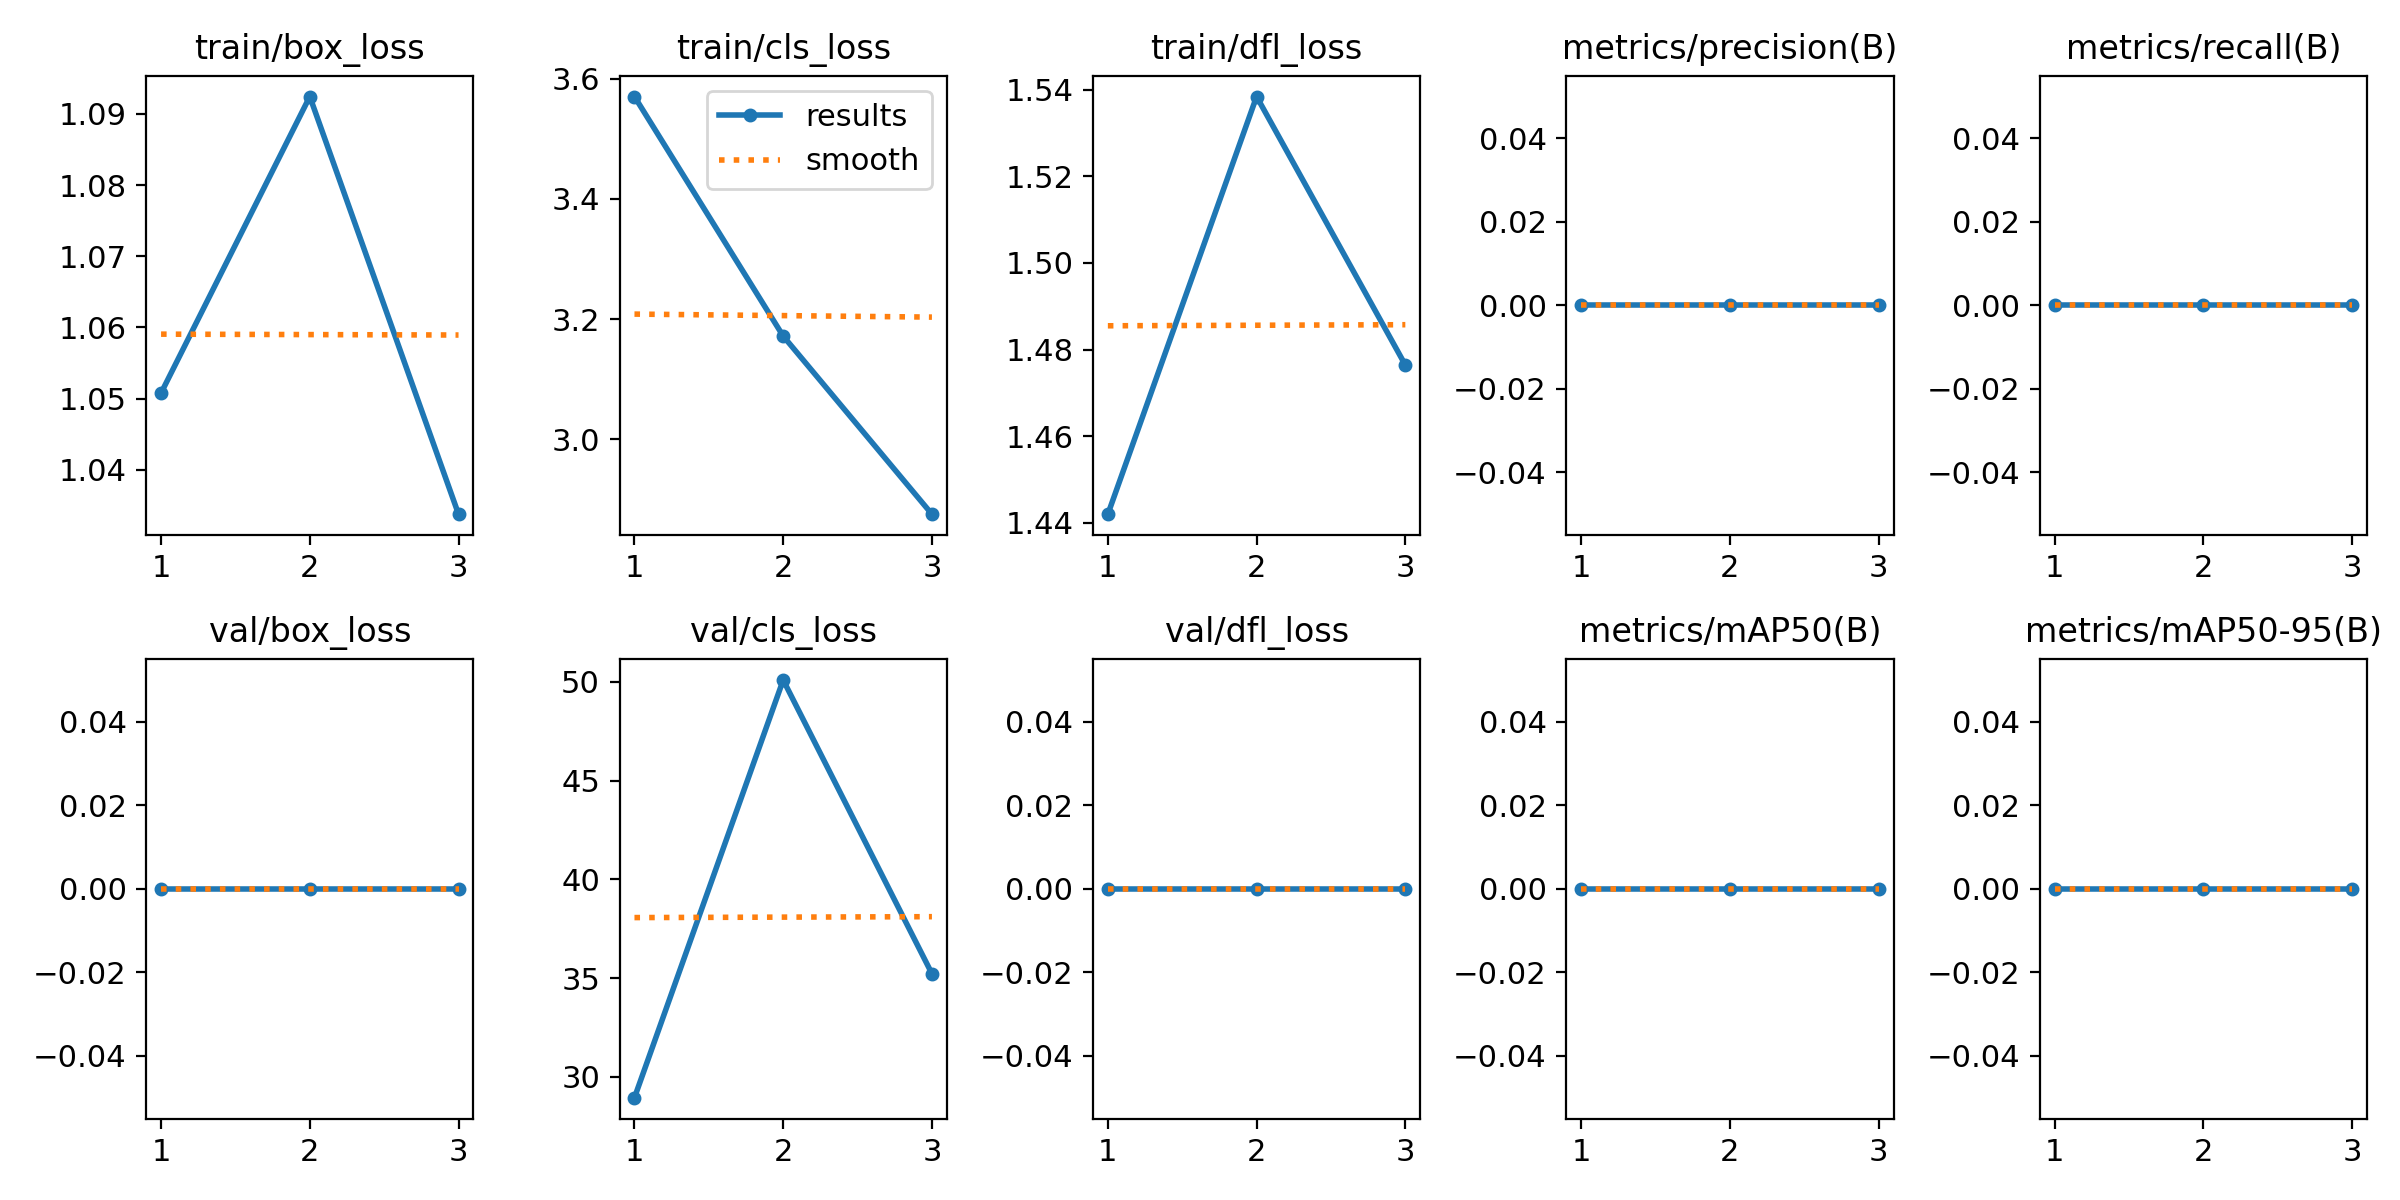 train/box_loss
1.09
1.08
1.07
1.06
1.05
1.04
1 2 3
train/cls_loss
3.6
3.4
3.2
3.0
results
smooth
1 2 3
train/dfl_loss
1.54
1.52
1.50
1.48
1.46
1.44
1 2 3
metrics/precision(B)
0.04
0.02
0.00
−0.02
−0.04
1 2 3
metrics/recall(B)
0.04
0.02
0.00
−0.02
−0.04
1 2 3
val/box_loss
0.04
0.02
0.00
−0.02
−0.04
1 2 3
val/cls_loss
50
45
40
35
30
1 2 3
val/dfl_loss
0.04
0.02
0.00
−0.02
−0.04
1 2 3
metrics/mAP50(B)
0.04
0.02
0.00
−0.02
−0.04
1 2 3
metrics/mAP50-95(B)
0.04
0.02
0.00
−0.02
−0.04
1 2 3